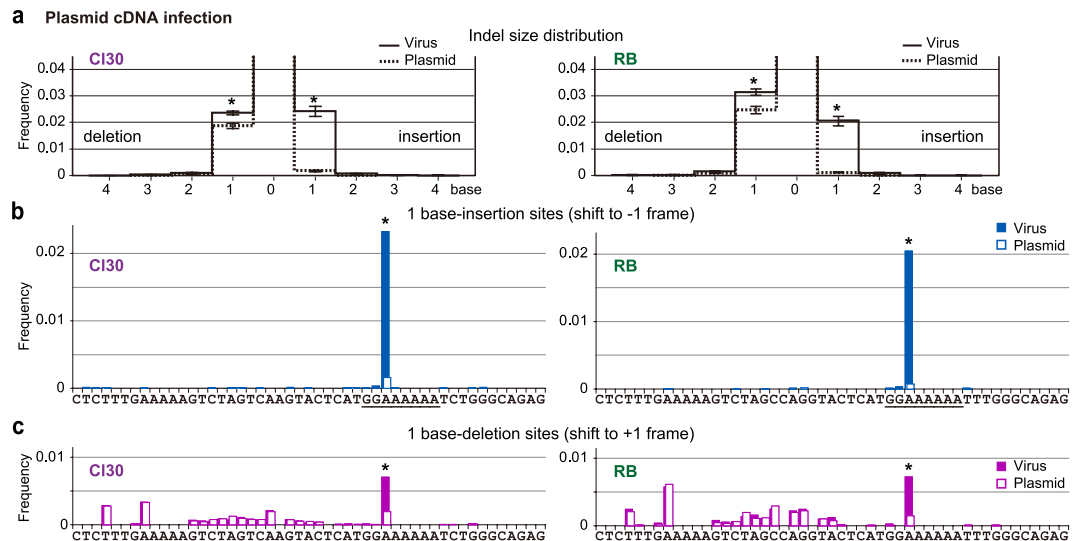 a Plasmid cDNA infection
Indel size distribution
Cl30
Virus
Plasmid
RB
Virus
Plasmid
Frequency
0.04
0.03
0.02
0.01
0
deletion
insertion
4 3 2 1 0 1 2 3 4 base
0.04
0.03
0.02
0.01
0
deletion
insertion
4 3 2 1 0 1 2 3 4 base
b 1 base-insertion sites (shift to -1 frame)
*
*
Virus
Plasmid
Cl30
RB
Frequency
0.02
0.01
0
0.02
0.01
0
CTCTTTGAAAAAGTCTAGTCAAGTACTCATGGAAAAAATCTGGGCAGAG
CTCTTTGAAAAAGTCTAGCCAGGTACTCATGGAAAAAATTTGGGCAGAG
c 1 base-deletion sites (shift to +1 frame)
Cl30
*
RB
*
Virus
Plasmid
Frequency
0.01
0
0.01
0
CTCTTTGAAAAAGTCTAGTCAAGTACTCATGGAAAAAATCTGGGCAGAG
CTCTTTGAAAAAGTCTAGCCAGGTACTCATGGAAAAAATTTGGGCAGAG